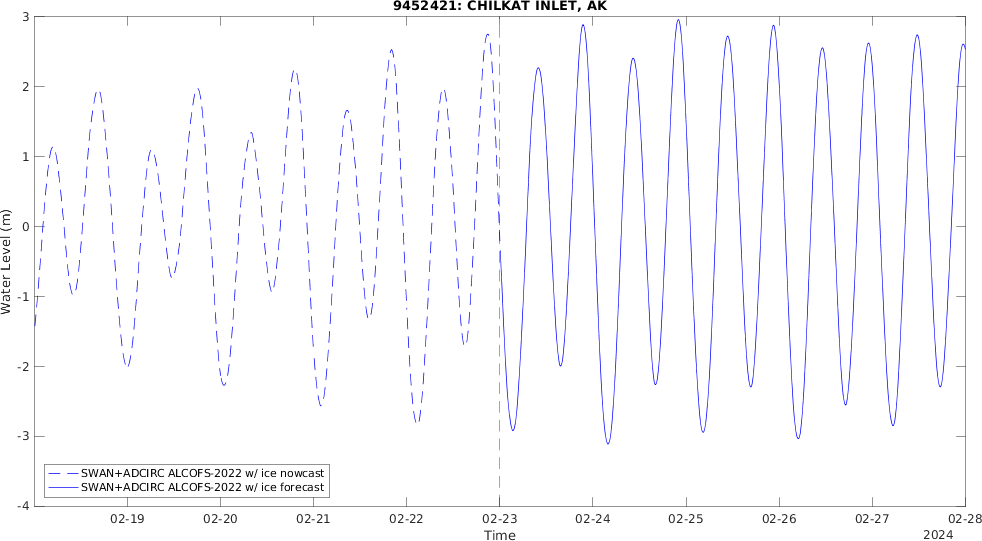 9452421: CHILKAT INLET, AK
3
2
1
0
-1
-2
-3
-4
Water Level (m)
SWAN+ADCIRC ALCOFS-2022 w/ ice nowcast
SWAN+ADCIRC ALCOFS-2022 w/ ice forecast
02-19 02-20 02-21 02-22 02-23 02-24 02-25 02-26 02-27 02-28
Time
2024